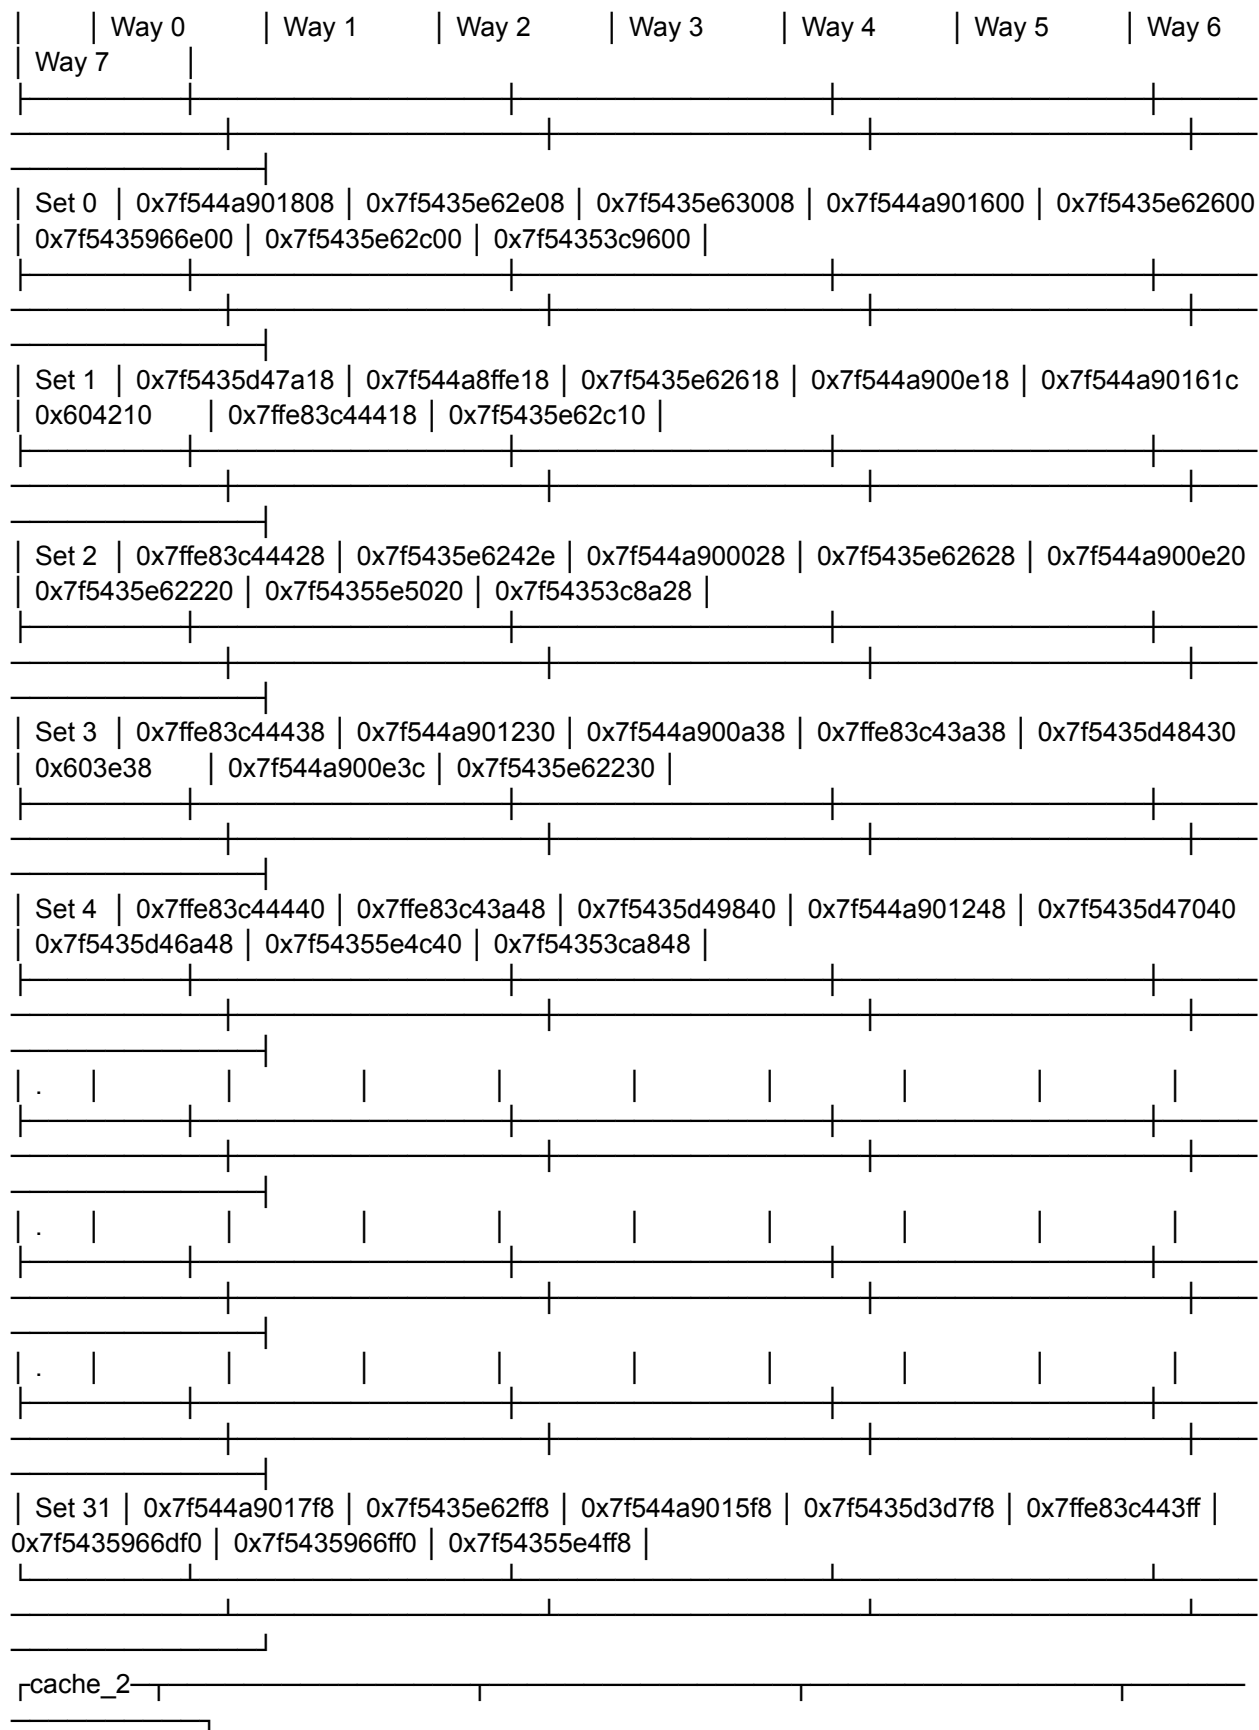 │ │ Way 0 │ Way 1 │ Way 2 │ Way 3 │ Way 4 │ Way 5 │ Way 6
│ Way 7 │
│ Set 0 │ 0x7f544a901808 │ 0x7f5435e62e08 │ 0x7f5435e63008 │ 0x7f544a901600 │ 0x7f5435e62600
│ 0x7f5435966e00 │ 0x7f5435e62c00 │ 0x7f54353c9600 │
│ Set 1 │ 0x7f5435d47a18 │ 0x7f544a8ffe18 │ 0x7f5435e62618 │ 0x7f544a900e18 │ 0x7f544a90161c
│ 0x604210 │ 0x7ffe83c44418 │ 0x7f5435e62c10 │
│ Set 2 │ 0x7ffe83c44428 │ 0x7f5435e6242e │ 0x7f544a900028 │ 0x7f5435e62628 │ 0x7f544a900e20
│ 0x7f5435e62220 │ 0x7f54355e5020 │ 0x7f54353c8a28 │
│ Set 3 │ 0x7ffe83c44438 │ 0x7f544a901230 │ 0x7f544a900a38 │ 0x7ffe83c43a38 │ 0x7f5435d48430
│ 0x603e38 │ 0x7f544a900e3c │ 0x7f5435e62230 │
│ Set 4 │ 0x7ffe83c44440 │ 0x7ffe83c43a48 │ 0x7f5435d49840 │ 0x7f544a901248 │ 0x7f5435d47040
│ 0x7f5435d46a48 │ 0x7f54355e4c40 │ 0x7f54353ca848 │
│ . │ │ │ │ │ │ │ │ │
│ . │ │ │ │ │ │ │ │ │
│ . │ │ │ │ │ │ │ │ │
│ Set 31 │ 0x7f544a9017f8 │ 0x7f5435e62ff8 │ 0x7f544a9015f8 │ 0x7f5435d3d7f8 │ 0x7ffe83c443ff │
0x7f5435966df0 │ 0x7f5435966ff0 │ 0x7f54355e4ff8 │
cache_2